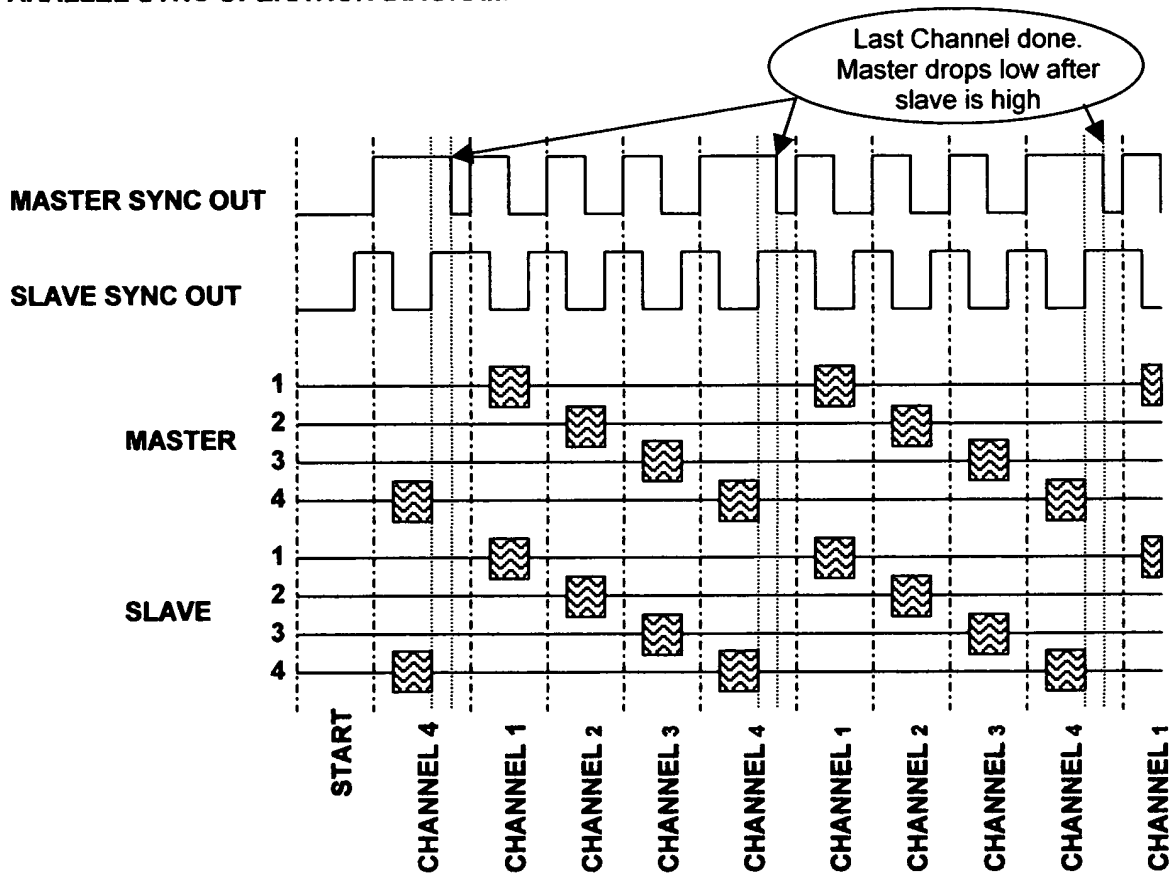 Last Channel done.
Master drops low after
slave is high
MASTER SYNC OUT
SLAVE SYNC OUT
MASTER
1
2
3
4
SLAVE
1
2
3
4
START
CHANNEL 4
CHANNEL 1
CHANNEL 2
CHANNEL 3
CHANNEL 4
CHANNEL 1
CHANNEL 2
CHANNEL 3
CHANNEL 4
CHANNEL 1